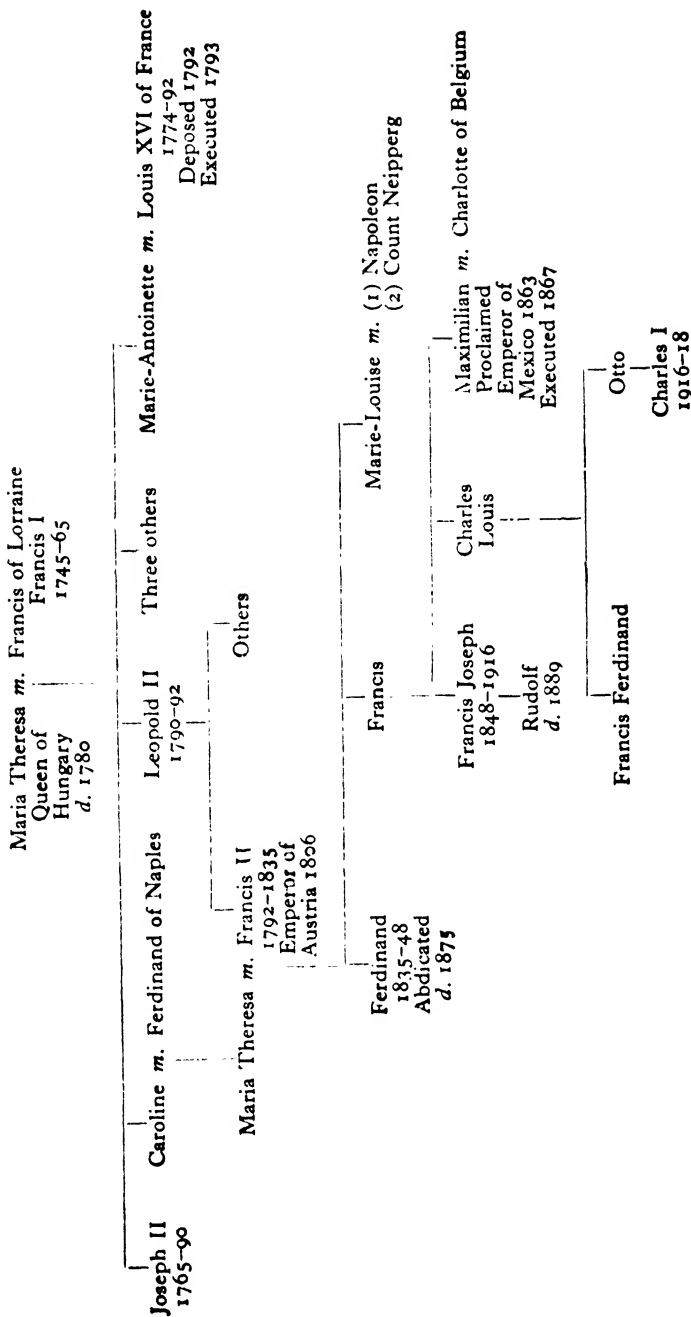 Maria Theresa m. Francis of Lorraine
Queen of
Hungary
d. 1780
Francis I
1745–65
Joseph II
1765–90
Caroline m. Ferdinand of Naples
Leopold II
1790–92
Three others
Marie-Antoinette m. Louis XVI of France
1774–92
Deposed 1792
Executed 1793
Maria Theresa m. Francis II
1792–1835
Emperor of
Austria 1806
Others
Ferdinand
1835–48
Abdicated
d. 1875
Francis
Marie-Louise m. (1) Napoleon
(2) Count Neipperg
Francis Joseph
1848–1916
Rudolf
d. 1889
Charles
Louis
Maximilian m. Charlotte of Belgium
Proclaimed
Emperor of
Mexico 1863
Executed 1867
Francis Ferdinand
Otto
Charles I
1916–18